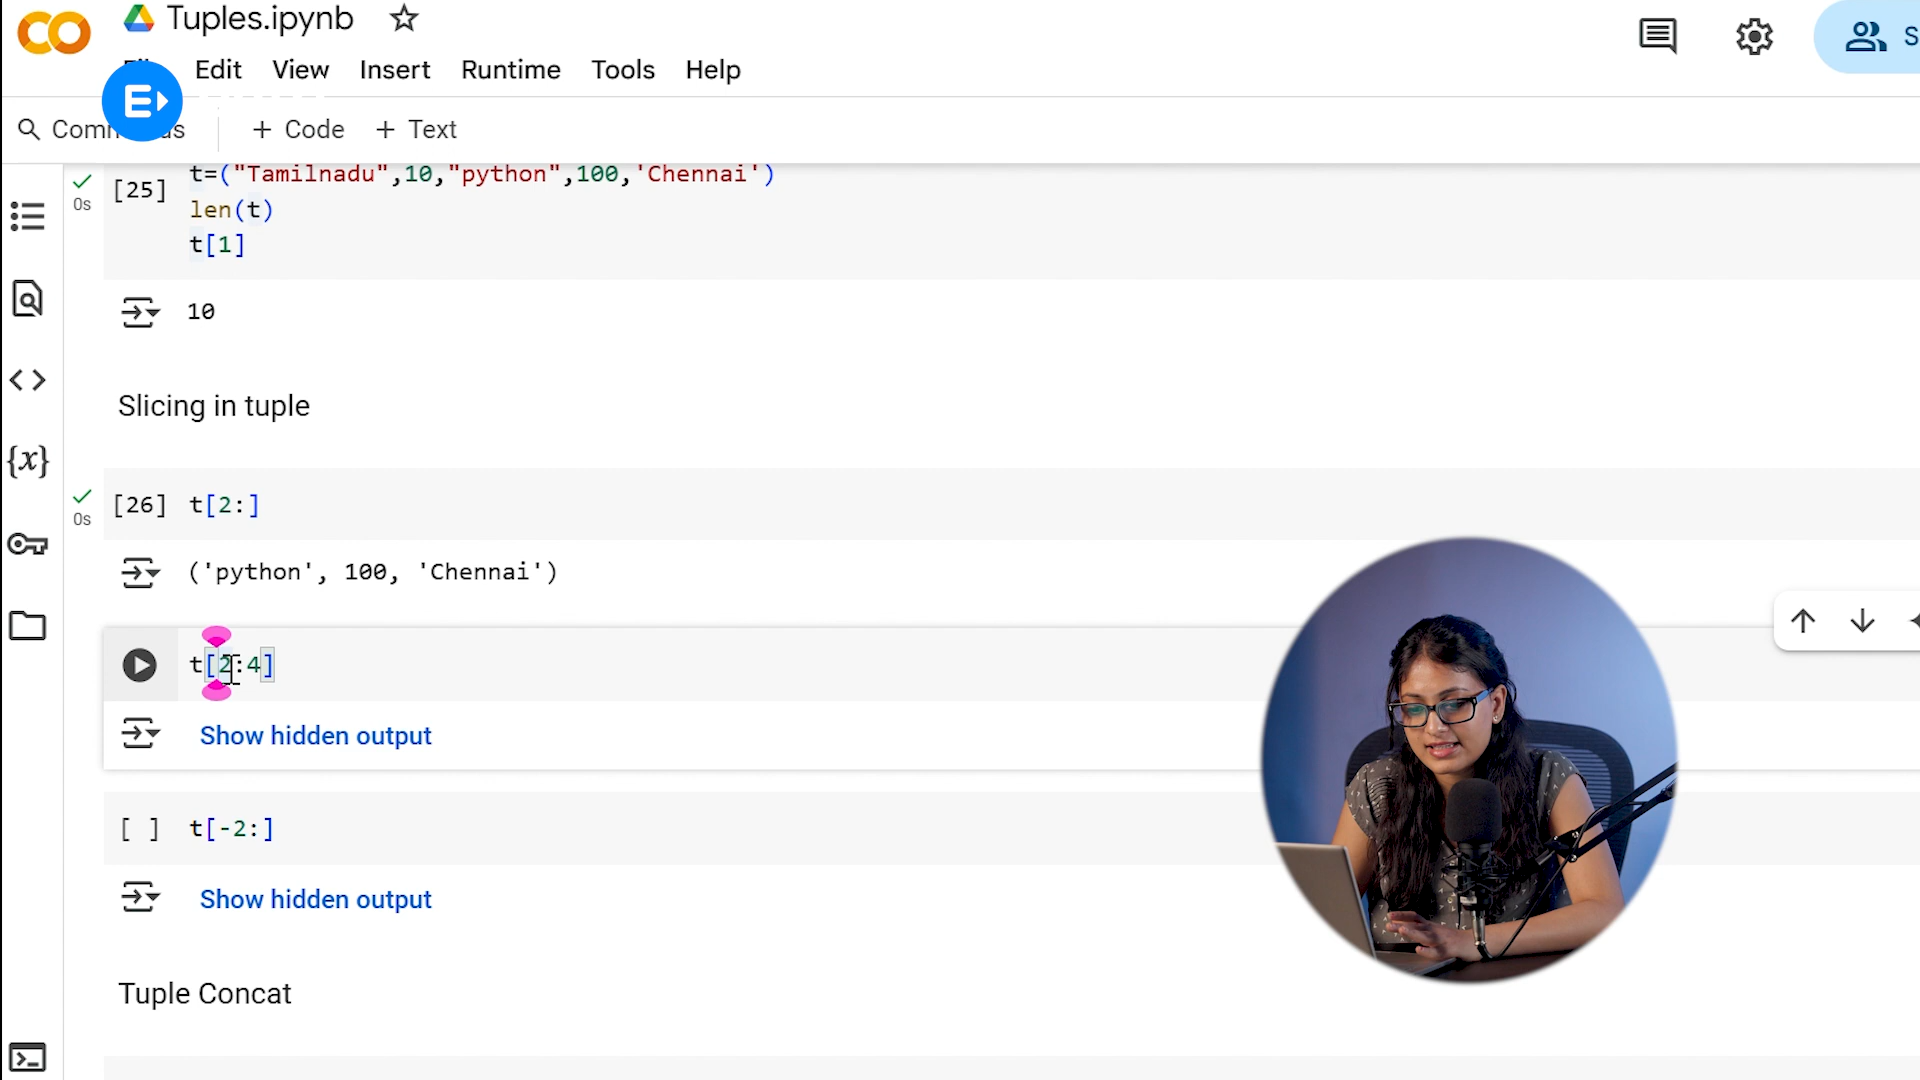 Tuples.ipynb
Edit View Insert Runtime Tools Help
+ Code + Text
[25] t=("Tamilnadu",10,"python",100,'Chennai')
0s
len(t)
t[1]
10
Slicing in tuple
[26] t[2:]
0s
('python', 100, 'Chennai')
t[2:4]
Show hidden output
[ ] t[-2:]
Show hidden output
Tuple Concat